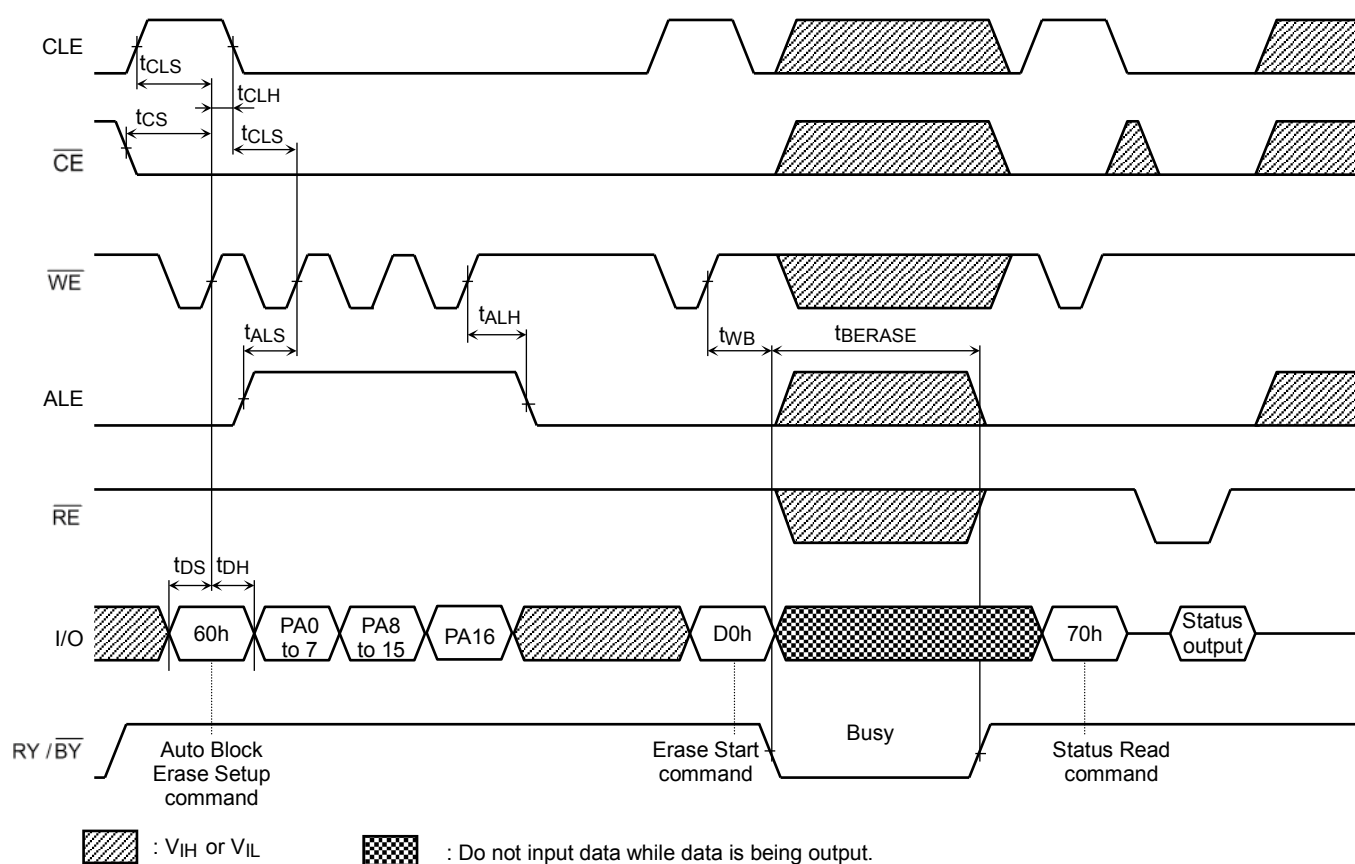 CLE
tCLS
tCLH
tCS
tCLS
CE
WE
tALS
tALH
tWB
tBERASE
ALE
RE
tDS
tDH
I/O
60h
PA0
to 7
PA8
to 15
PA16
D0h
70h
Status
output
RY / BY
Busy
Auto Block
Erase Setup
command
Erase Start
command
Status Read
command
: VIH or VIL
: Do not input data while data is being output.